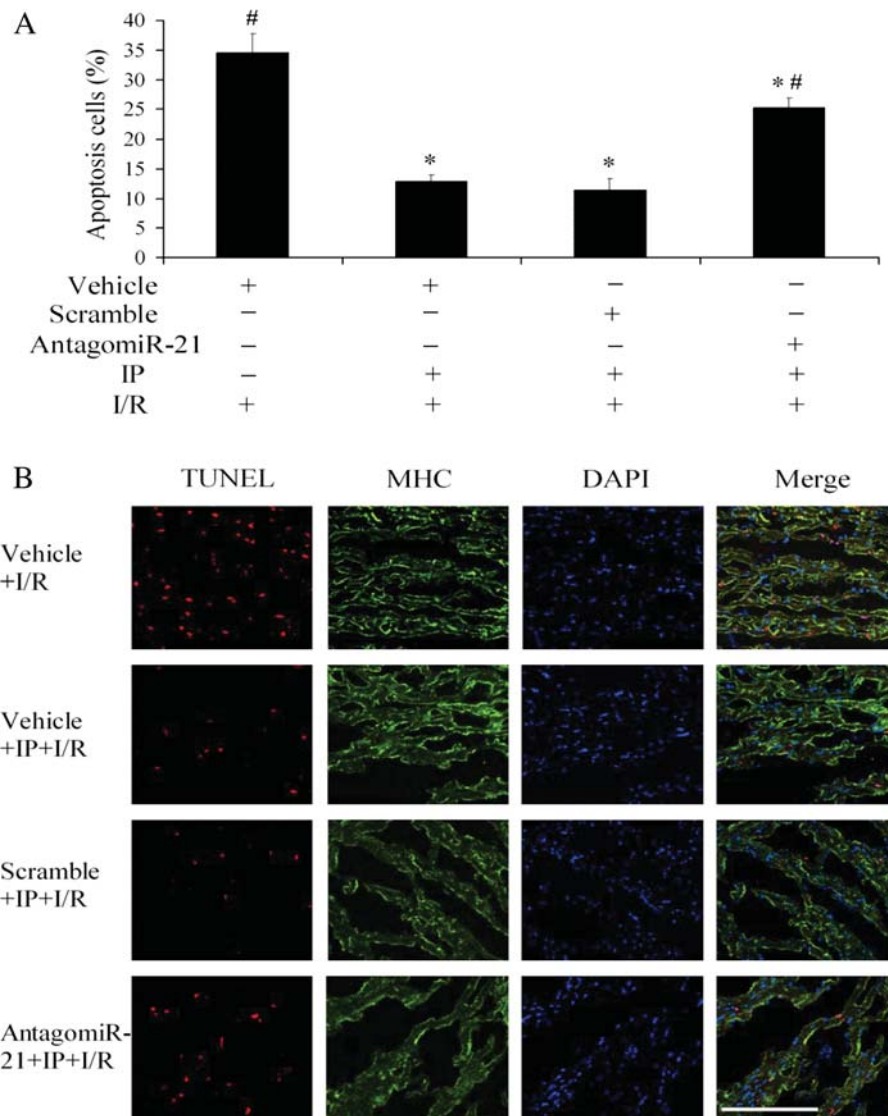 A
Apoptosis cells (%)
40
35
30
25
20
15
10
5
0
#
*
*
* #
Vehicle + + − −
Scramble − − + −
AntagomiR-21 − − − +
IP − + + +
I/R + + + +
B
TUNEL MHC DAPI Merge
Vehicle
+I/R
Vehicle
+IP+I/R
Scramble
+IP+I/R
AntagomiR-
21+IP+I/R